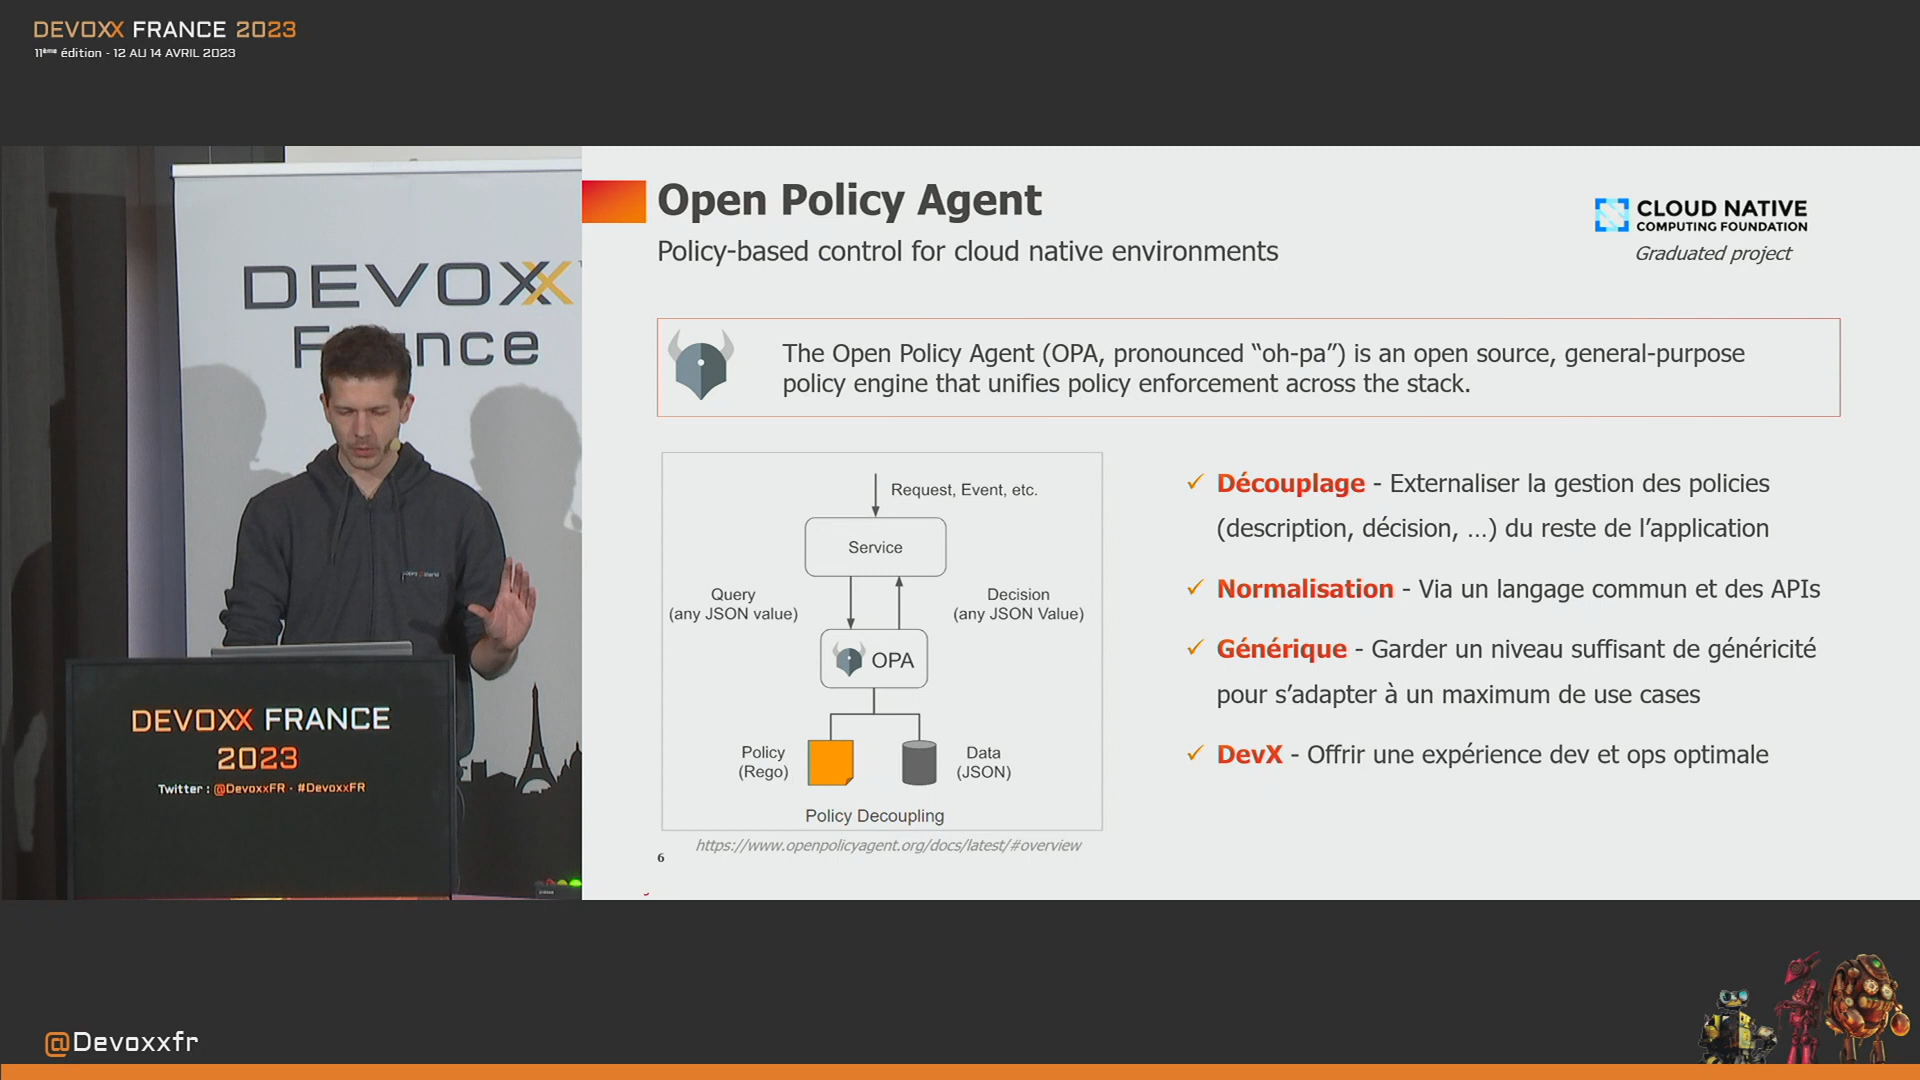 DEVOXX FRANCE 2023
11ème édition - 12 AU 14 AVRIL 2023
DEVOXX
France
DEVOXX FRANCE
2023
Twitter : @DevoxxFR - #DevoxxFR
Open Policy Agent
Policy-based control for cloud native environments
CLOUD NATIVE
COMPUTING FOUNDATION
Graduated project
The Open Policy Agent (OPA, pronounced “oh-pa”) is an open source, general-purpose
policy engine that unifies policy enforcement across the stack.
Request, Event, etc.
Service
Query
(any JSON value)
Decision
(any JSON Value)
OPA
Policy
(Rego)
Data
(JSON)
Policy Decoupling
https://www.openpolicyagent.org/docs/latest/#overview
6
Découplage - Externaliser la gestion des policies
(description, décision, …) du reste de l’application
Normalisation - Via un langage commun et des APIs
Générique - Garder un niveau suffisant de généricité
pour s’adapter à un maximum de use cases
DevX - Offrir une expérience dev et ops optimale
@Devoxxfr